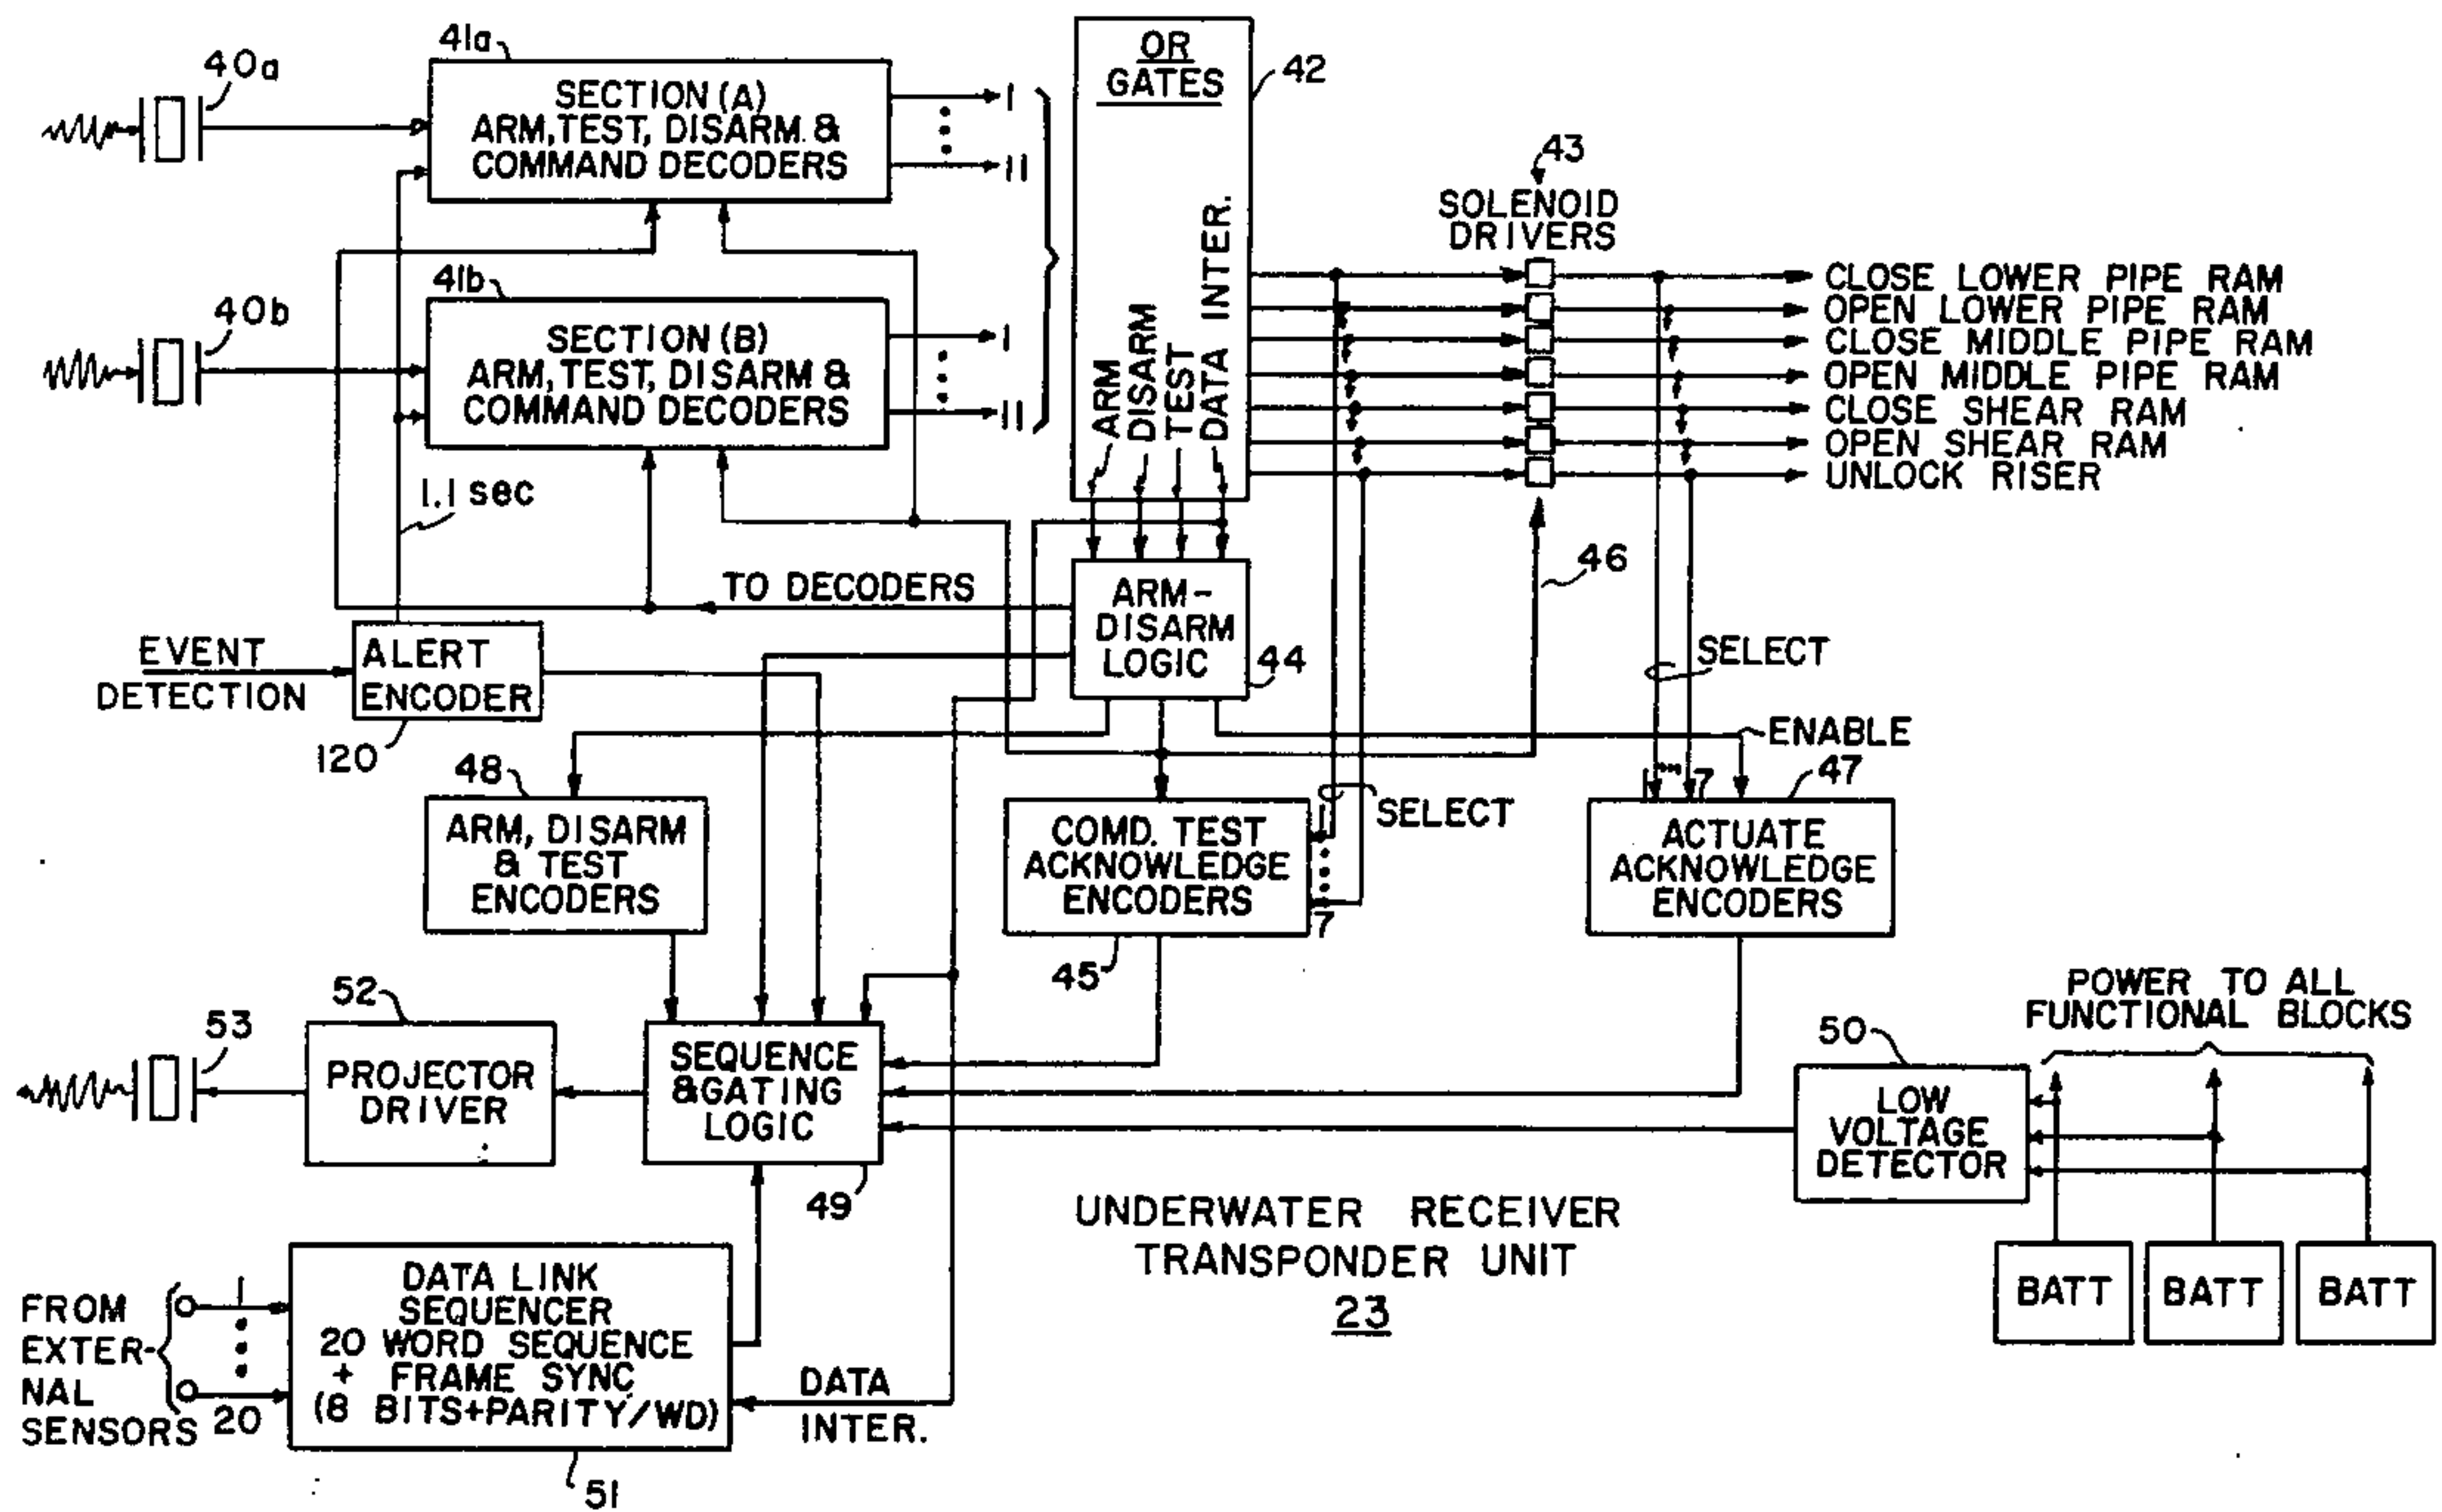 40a
41a
SECTION (A)
ARM, TEST, DISARM &
COMMAND DECODERS
1
11
OR
GATES
42
ARM
DISARM
TEST
DATA INTER.
43
SOLENOID
DRIVERS
CLOSE LOWER PIPE RAM
OPEN LOWER PIPE RAM
CLOSE MIDDLE PIPE RAM
OPEN MIDDLE PIPE RAM
CLOSE SHEAR RAM
OPEN SHEAR RAM
UNLOCK RISER
40b
41b
SECTION (B)
ARM, TEST, DISARM &
COMMAND DECODERS
1
11
1.1 sec
TO DECODERS
ARM-
DISARM
LOGIC
44
46
SELECT
ENABLE
EVENT
DETECTION
ALERT
ENCODER
120
48
ARM, DISARM
& TEST
ENCODERS
COMD. TEST
ACKNOWLEDGE
ENCODERS
45
1
7
SELECT
1 7
47
ACTUATE
ACKNOWLEDGE
ENCODERS
53
52
PROJECTOR
DRIVER
SEQUENCE
&GATING
LOGIC
49
50
LOW
VOLTAGE
DETECTOR
POWER TO ALL
FUNCTIONAL BLOCKS
BATT
BATT
BATT
FROM
EXTER-
NAL
SENSORS
1
20
DATA LINK
SEQUENCER
20 WORD SEQUENCE
+ FRAME SYNC
(8 BITS+PARITY/WD)
51
DATA
INTER.
UNDERWATER RECEIVER
TRANSPONDER UNIT
23